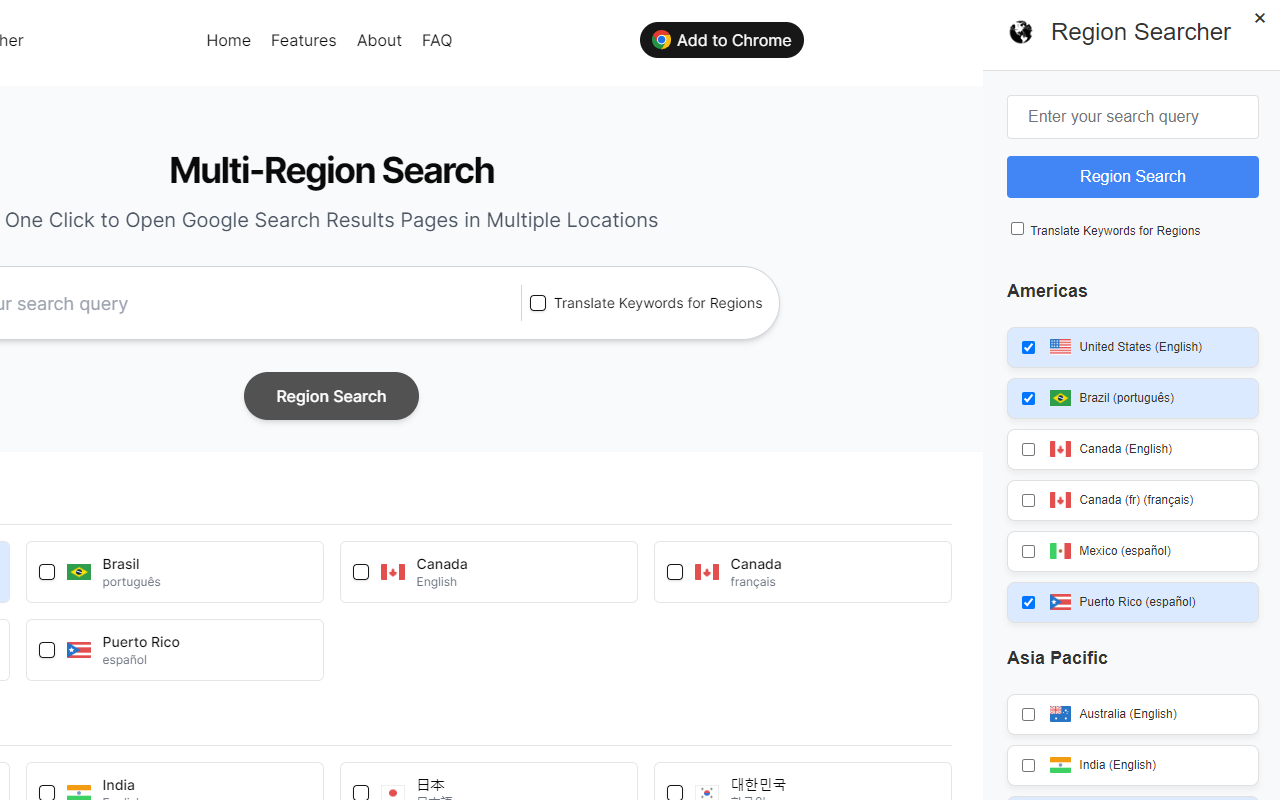 her
Home
Features
About
FAQ
Add to Chrome
Multi-Region Search
One Click to Open Google Search Results Pages in Multiple Locations
search query
Translate Keywords for Regions
Region Search
Brasil
português
Canada
English
Canada
français
Puerto Rico
español
India
日本
대한민국
Region Searcher
×
Enter your search query
Region Search
Translate Keywords for Regions
Americas
United States (English)
Brazil (português)
Canada (English)
Canada (fr) (français)
Mexico (español)
Puerto Rico (español)
Asia Pacific
Australia (English)
India (English)